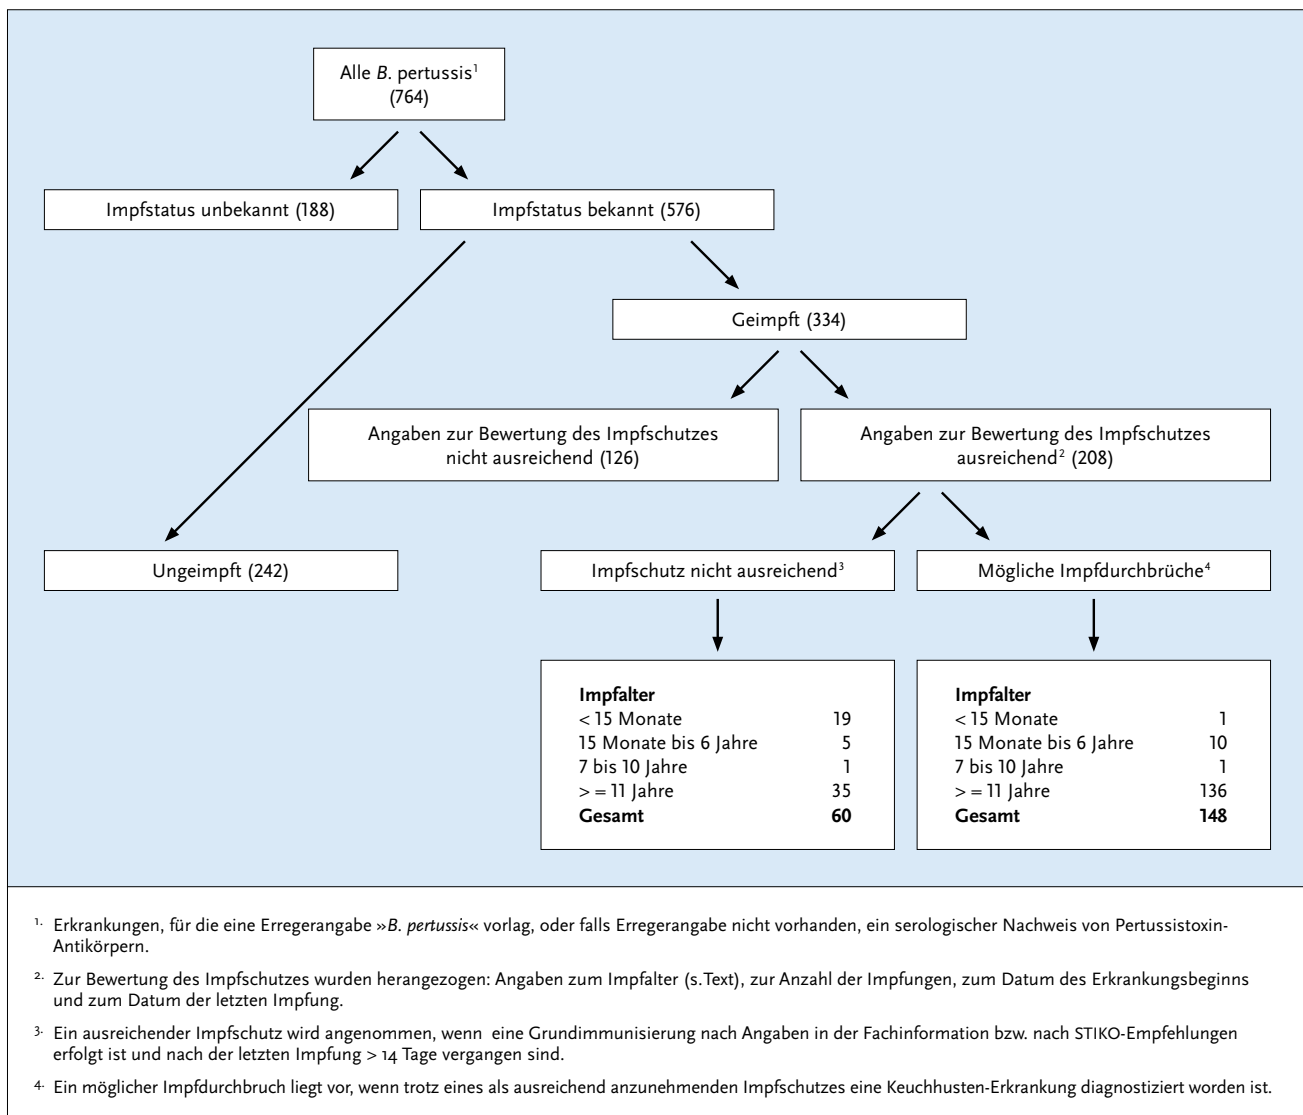 Alle B. pertussis¹
(764)
Impfstatus unbekannt (188)
Impfstatus bekannt (576)
Geimpft (334)
Angaben zur Bewertung des Impfschutzes
nicht ausreichend (126)
Angaben zur Bewertung des Impfschutzes
ausreichend² (208)
Ungeimpft (242)
Impfschutz nicht ausreichend³
Mögliche Impfdurchbrüche⁴
Impfalter
< 15 Monate 19
15 Monate bis 6 Jahre 5
7 bis 10 Jahre 1
> = 11 Jahre 35
Gesamt 60
Impfalter
< 15 Monate 1
15 Monate bis 6 Jahre 10
7 bis 10 Jahre 1
> = 11 Jahre 136
Gesamt 148
1. Erkrankungen, für die eine Erregerangabe »B. pertussis« vorlag, oder falls Erregerangabe nicht vorhanden, ein serologischer Nachweis von Pertussistoxin-
Antikörpern.
2. Zur Bewertung des Impfschutzes wurden herangezogen: Angaben zum Impfalter (s.Text), zur Anzahl der Impfungen, zum Datum des Erkrankungsbeginns
und zum Datum der letzten Impfung.
3. Ein ausreichender Impfschutz wird angenommen, wenn eine Grundimmunisierung nach Angaben in der Fachinformation bzw. nach STIKO-Empfehlungen
erfolgt ist und nach der letzten Impfung > 14 Tage vergangen sind.
4. Ein möglicher Impfdurchbruch liegt vor, wenn trotz eines als ausreichend anzunehmenden Impfschutzes eine Keuchhusten-Erkrankung diagnostiziert worden ist.